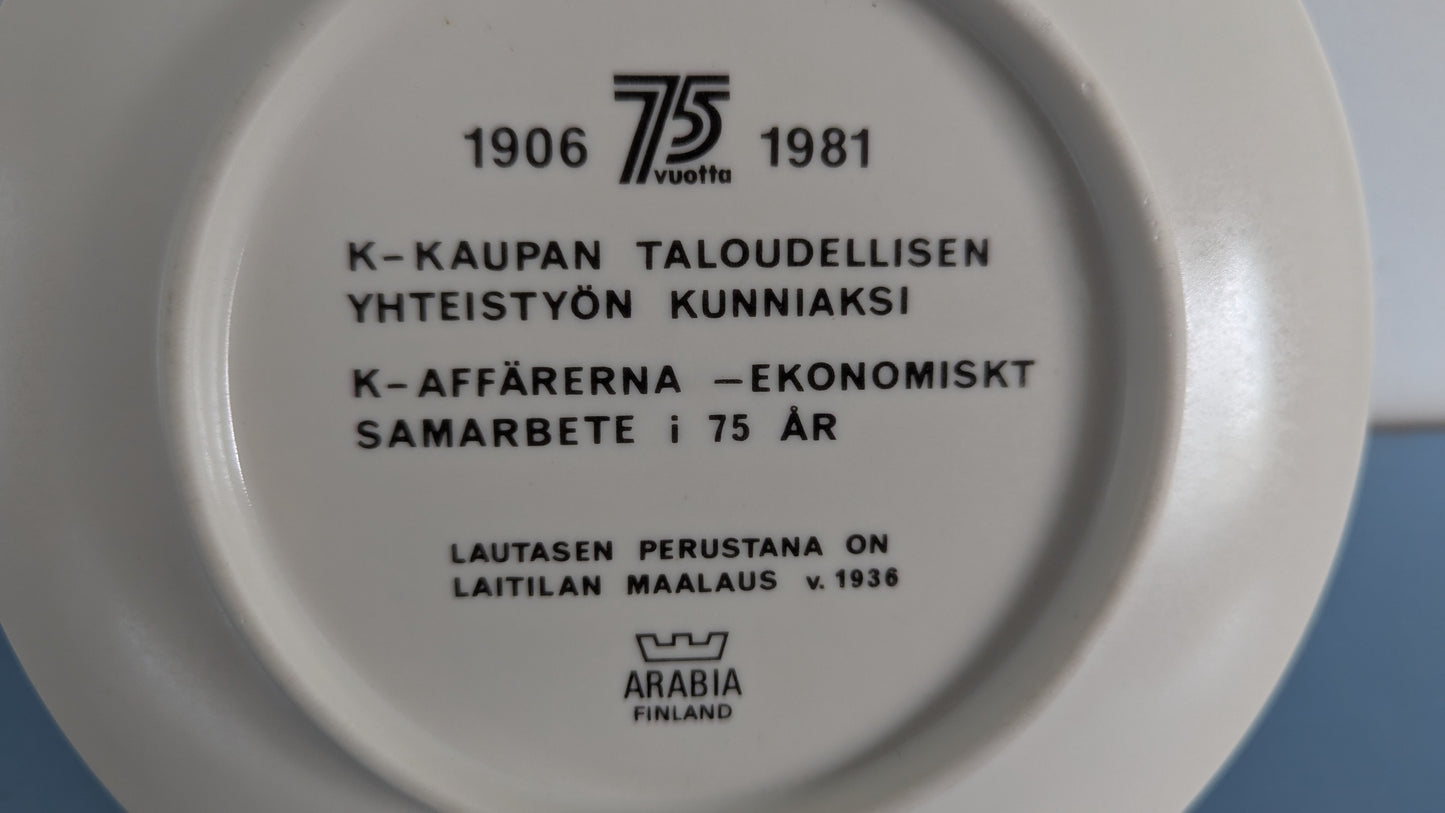 1906 75 vuotta 1981
K-KAUPAN TALOUDELLISEN
YHTEISTYÖN KUNNIAKSI
K-AFFÄRERNA –EKONOMISKT
SAMARBETE i 75 ÅR
LAUTASEN PERUSTANA ON
LAITILAN MAALAUS v. 1936
ARABIA
FINLAND